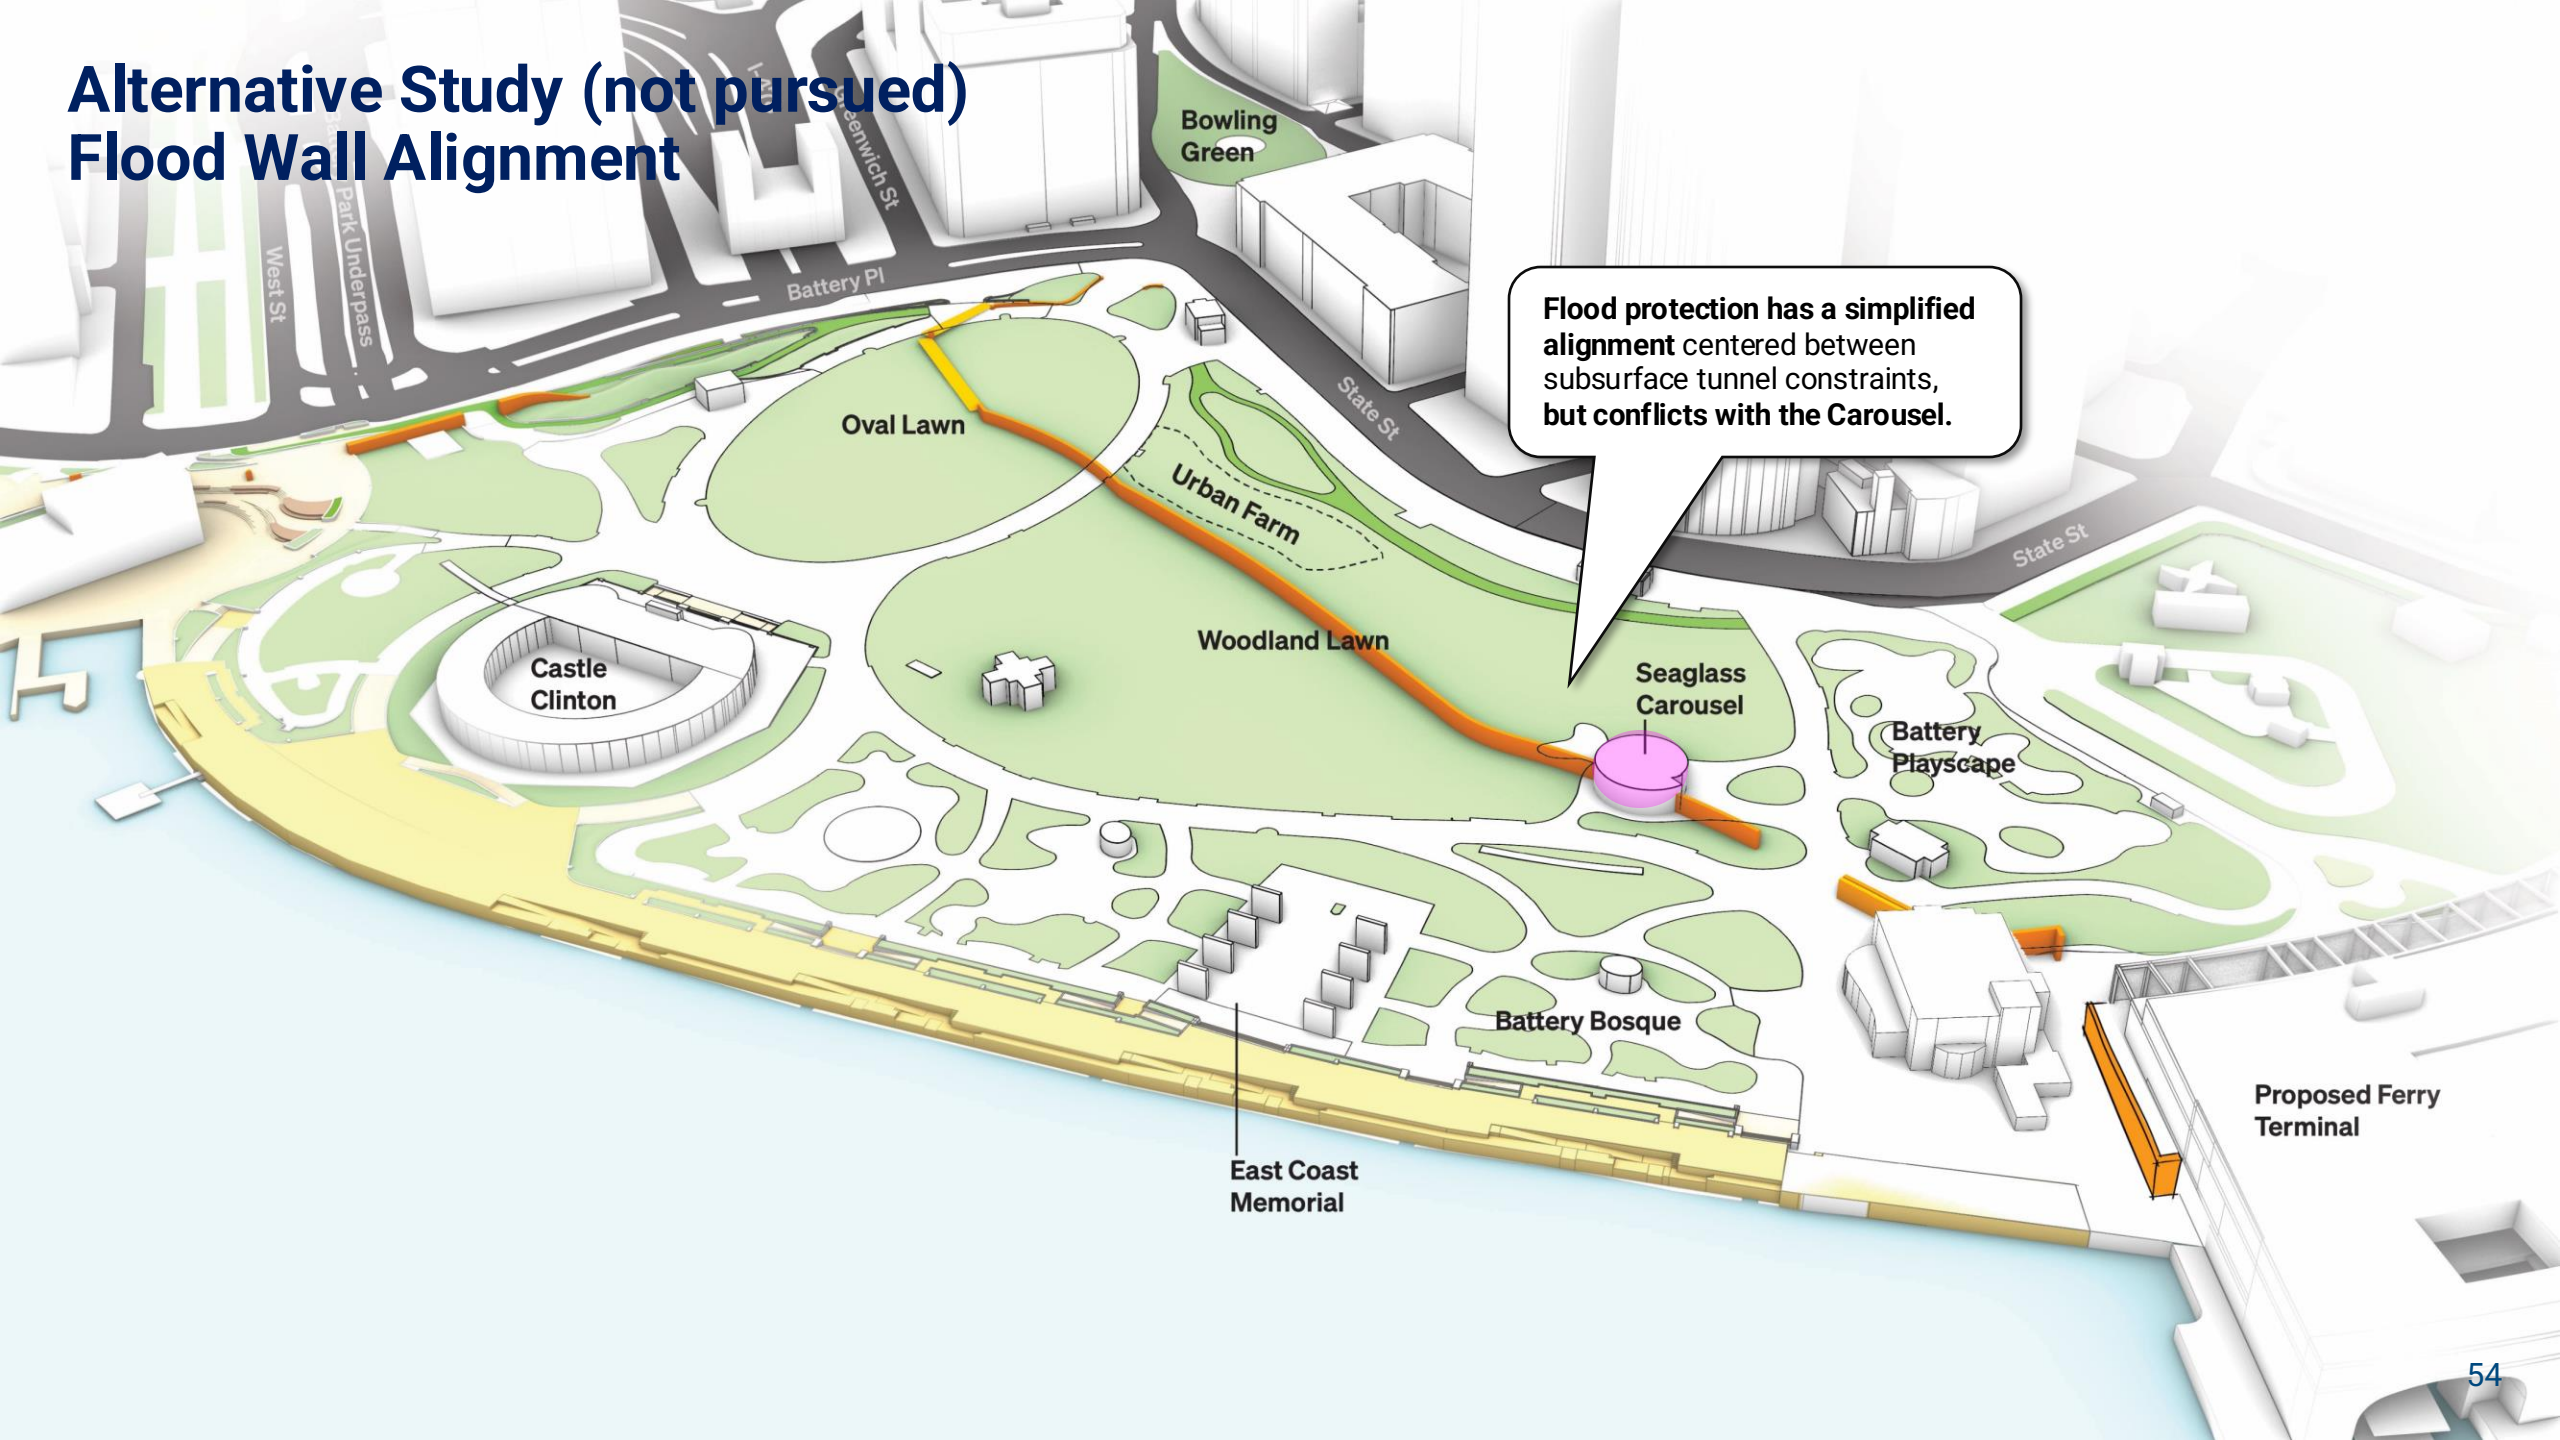 Alternative Study (not pursued)
Flood Wall Alignment
Bowling
Green
Greenwich St
West St
Park Underpass
Battery Pl
Flood protection has a simplified
alignment centered between
subsurface tunnel constraints,
but conflicts with the Carousel.
State St
Oval Lawn
Urban Farm
State St
Woodland Lawn
Castle
Clinton
Seaglass
Carousel
Battery
Playscape
Battery Bosque
Proposed Ferry
Terminal
East Coast
Memorial
54